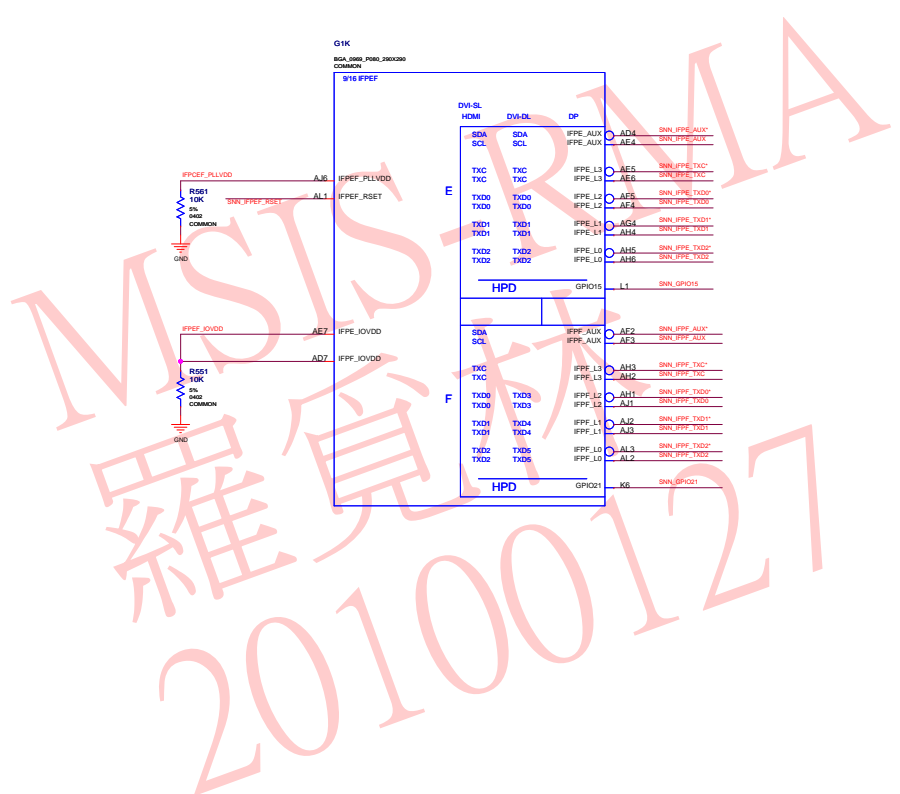 G1K
BGA_0969_P080_290X290
COMMON
9/16 IFPEF
DVI-SL
HDMI DVI-DL DP
SDA SDA IFPE_AUX AD4 SNN_IFPE_AUX*
SCL SCL IFPE_AUX AE4 SNN_IFPE_AUX
TXC TXC IFPE_L3 AE5 SNN_IFPE_TXC*
TXC TXC IFPE_L3 AE6 SNN_IFPE_TXC
IFPCEF_PLLVDD AJ6 IFPEF_PLLVDD
R561
10K
5%
0402
COMMON
GND
SNN_IFPEF_RSET AL1 IFPEF_RSET
E
TXD0 TXD0 IFPE_L2 AF5 SNN_IFPE_TXD0*
TXD0 TXD0 IFPE_L2 AF4 SNN_IFPE_TXD0
TXD1 TXD1 IFPE_L1 AG4 SNN_IFPE_TXD1*
TXD1 TXD1 IFPE_L1 AH4 SNN_IFPE_TXD1
TXD2 TXD2 IFPE_L0 AH5 SNN_IFPE_TXD2*
TXD2 TXD2 IFPE_L0 AH6 SNN_IFPE_TXD2
HPD GPIO15 L1 SNN_GPIO15
IFPEF_IOVDD AE7 IFPE_IOVDD
AD7 IFPF_IOVDD
R551
10K
5%
0402
COMMON
GND
SDA IFPF_AUX AF2 SNN_IFPF_AUX*
SCL IFPF_AUX AF3 SNN_IFPF_AUX
TXC IFPF_L3 AH3 SNN_IFPF_TXC*
TXC IFPF_L3 AH2 SNN_IFPF_TXC
F
TXD0 TXD3 IFPF_L2 AH1 SNN_IFPF_TXD0*
TXD0 TXD3 IFPF_L2 AJ1 SNN_IFPF_TXD0
TXD1 TXD4 IFPF_L1 AJ2 SNN_IFPF_TXD1*
TXD1 TXD4 IFPF_L1 AJ3 SNN_IFPF_TXD1
TXD2 TXD5 IFPF_L0 AL3 SNN_IFPF_TXD2*
TXD2 TXD5 IFPF_L0 AL2 SNN_IFPF_TXD2
HPD GPIO21 K6 SNN_GPIO21
MSIS-RMA
羅覓林
20100127